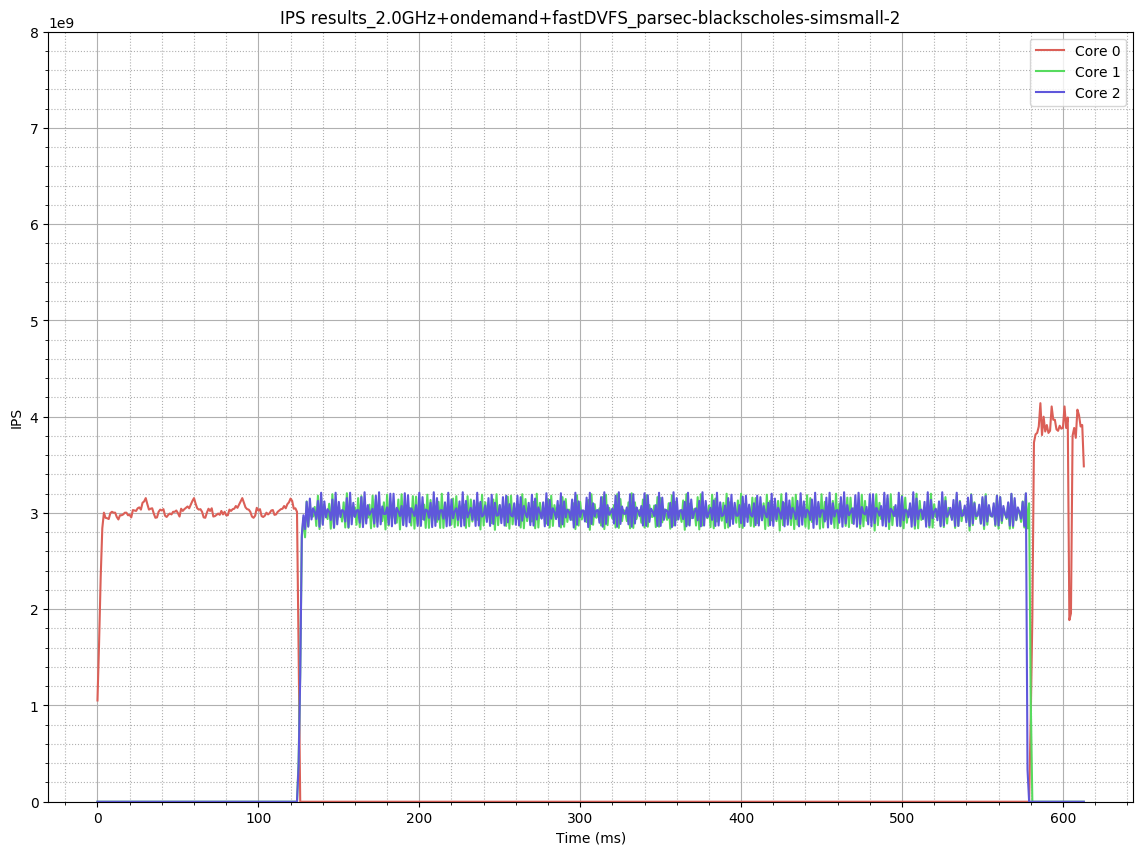 IPS results_2.0GHz+ondemand+fastDVFS_parsec-blackscholes-simsmall-2
1e9
8
7
6
5
4
3
2
1
0
IPS
Core 0
Core 1
Core 2
0 100 200 300 400 500 600
Time (ms)